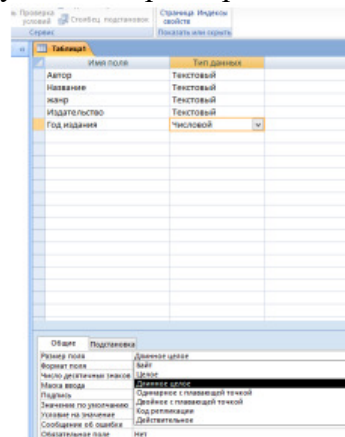 Проверка
условий
Столбец подстановок
Страница Индексы
свойств
Сервис
Показать или скрыть
Таблица1
Имя поля Тип данных
Автор Текстовый
Название Текстовый
жанр Текстовый
Издательство Текстовый
Год издания Числовой
Общие Подстановка
Размер поля Длинное целое
Формат поля Байт
Число десятичных знаков Целое
Маска ввода Длинное целое
Подпись Одинарное с плавающей точкой
Значение по умолчанию Двойное с плавающей точкой
Условие на значение Код репликации
Сообщение об ошибке Действительное
Обязательное поле Нет